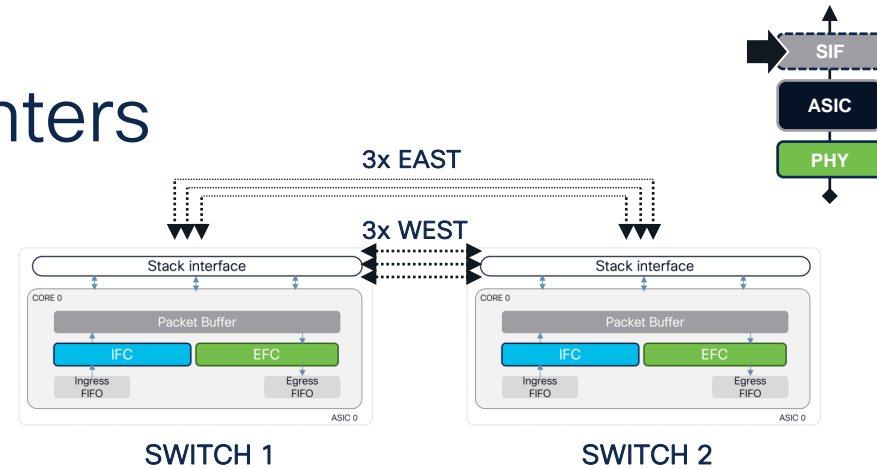 SIF
ASIC
PHY
3x EAST
3x WEST
Stack interface
CORE 0
Packet Buffer
IFC
EFC
Ingress
FIFO
Egress
FIFO
ASIC 0
SWITCH 1
Stack interface
CORE 0
Packet Buffer
IFC
EFC
Ingress
FIFO
Egress
FIFO
ASIC 0
SWITCH 2